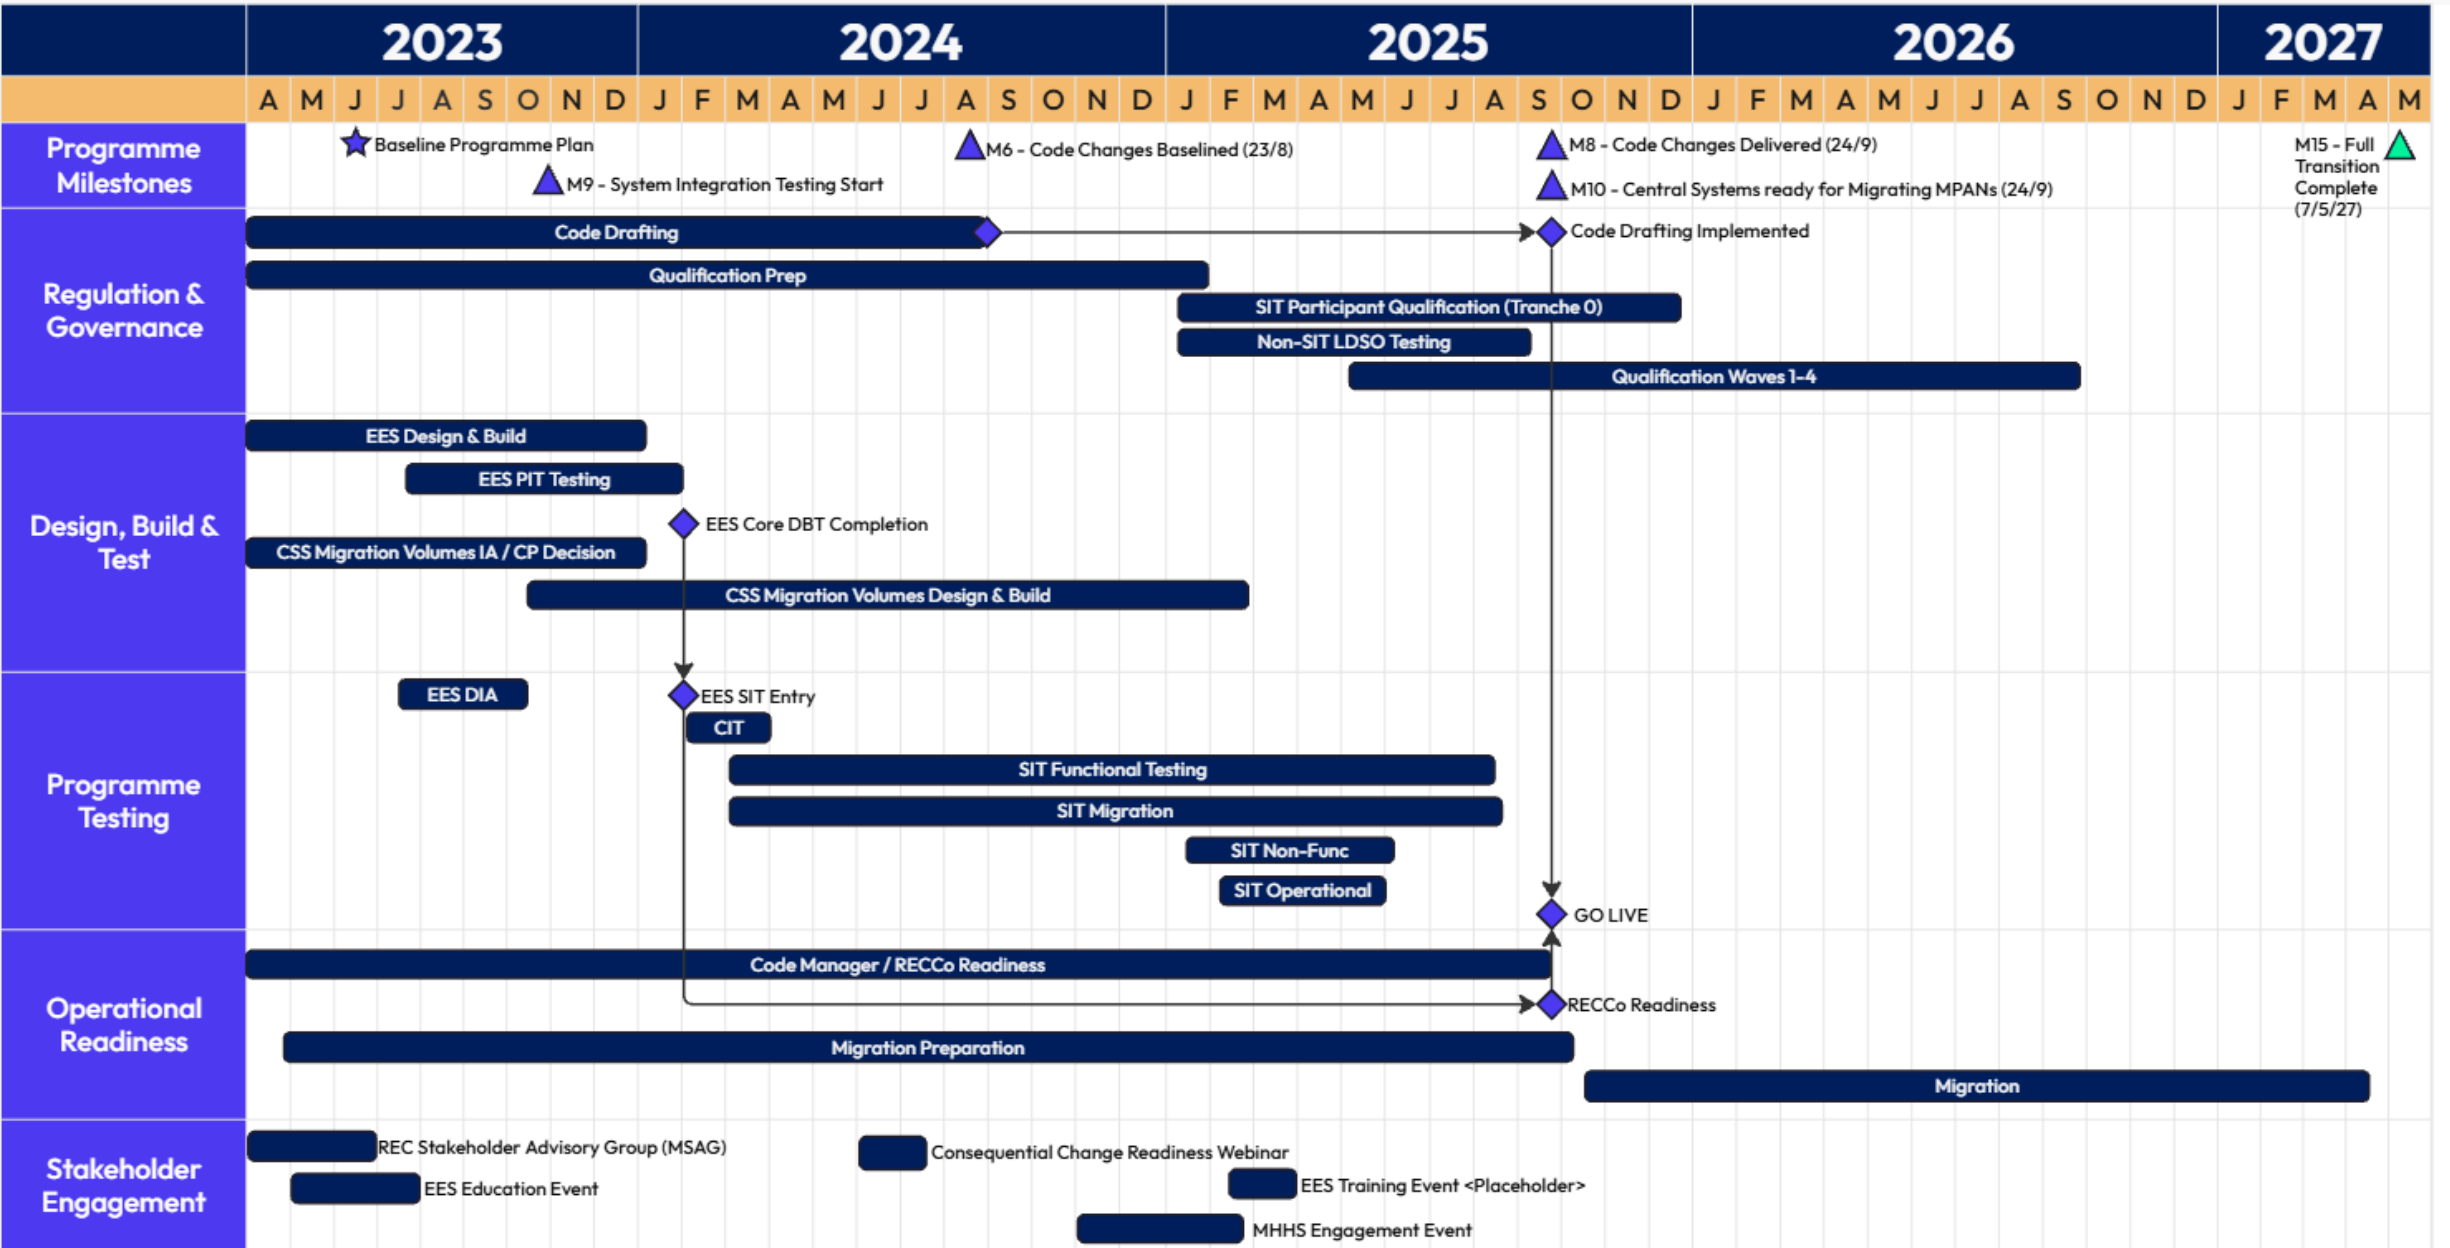 2023 2024 2025 2026 2027
A M J J A S O N D J F M A M J J A S O N D J F M A M J J A S O N D J F M A M J J A S O N D J F M A M
Programme
Milestones
Baseline Programme Plan
M9 - System Integration Testing Start
M6 - Code Changes Baselined (23/8)
M8 - Code Changes Delivered (24/9)
M10 - Central Systems ready for Migrating MPANs (24/9)
M15 - Full
Transition
Complete
(7/5/27)
Regulation &
Governance
Code Drafting
Code Drafting Implemented
Qualification Prep
SIT Participant Qualification (Tranche 0)
Non-SIT LDSO Testing
Qualification Waves 1-4
Design, Build &
Test
EES Design & Build
EES PIT Testing
EES Core DBT Completion
CSS Migration Volumes IA / CP Decision
CSS Migration Volumes Design & Build
Programme
Testing
EES DIA
EES SIT Entry
CIT
SIT Functional Testing
SIT Migration
SIT Non-Func
SIT Operational
GO LIVE
Operational
Readiness
Code Manager / RECCo Readiness
RECCo Readiness
Migration Preparation
Migration
Stakeholder
Engagement
REC Stakeholder Advisory Group (MSAG)
Consequential Change Readiness Webinar
EES Education Event
EES Training Event <Placeholder>
MHHS Engagement Event